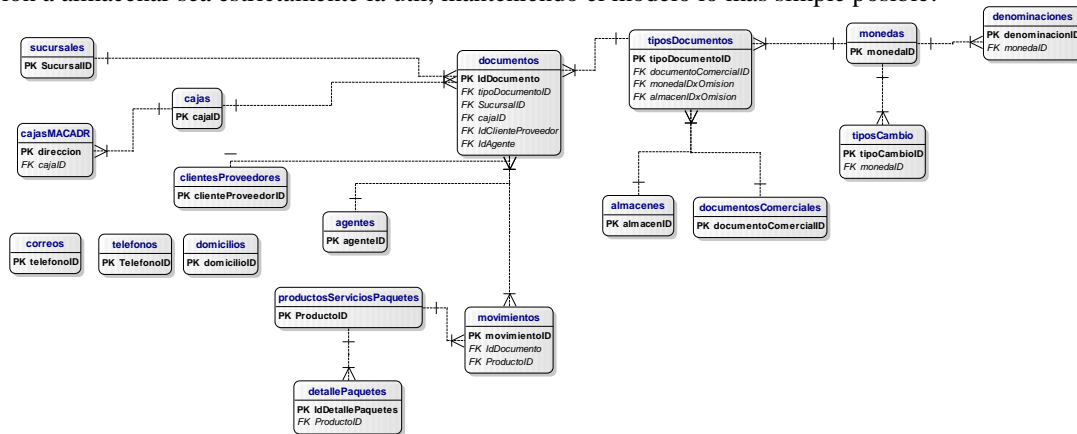 ción a almacenar sea estrictamente la útil, manteniendo el modelo lo más simple posible.
sucursales
PK SucursalID
cajas
PK cajaID
cajasMACADR
PK direccion
FK cajaID
clientesProveedores
PK clienteProveedorID
agentes
PK agenteID
correos
PK telefonoID
telefonos
PK TelefonoID
domicilios
PK domicilioID
documentos
PK IdDocumento
FK tipoDocumentoID
FK SucursalID
FK cajaID
FK IdClienteProveedor
FK IdAgente
tiposDocumentos
PK tipoDocumentoID
FK documentoComercialID
FK monedaIDxOmision
FK almacenIDxOmision
monedas
PK monedaID
denominaciones
PK denominacionID
FK monedaID
tiposCambio
PK tipoCambioID
FK monedaID
almacenes
PK almacenID
documentosComerciales
PK documentoComercialID
productosServiciosPaquetes
PK ProductoID
movimientos
PK movimientoID
FK IdDocumento
FK ProductoID
detallePaquetes
PK IdDetallePaquetes
FK ProductoID